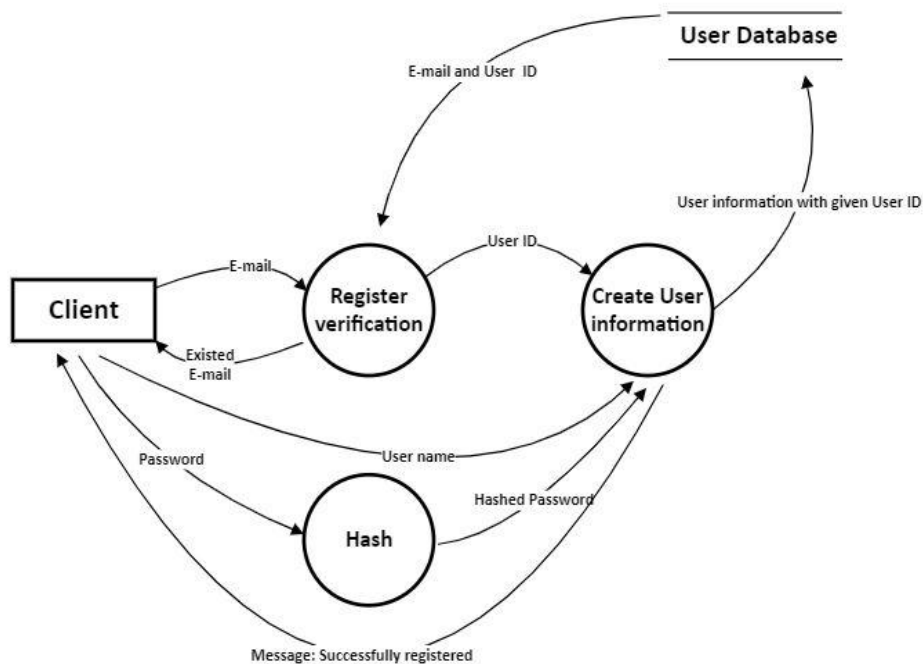 User Database
E-mail and User ID
User information with given User ID
User ID
E-mail
Register
verification
Create User
information
Client
Existed
E-mail
User name
Password
Hashed Password
Hash
Message: Successfully registered